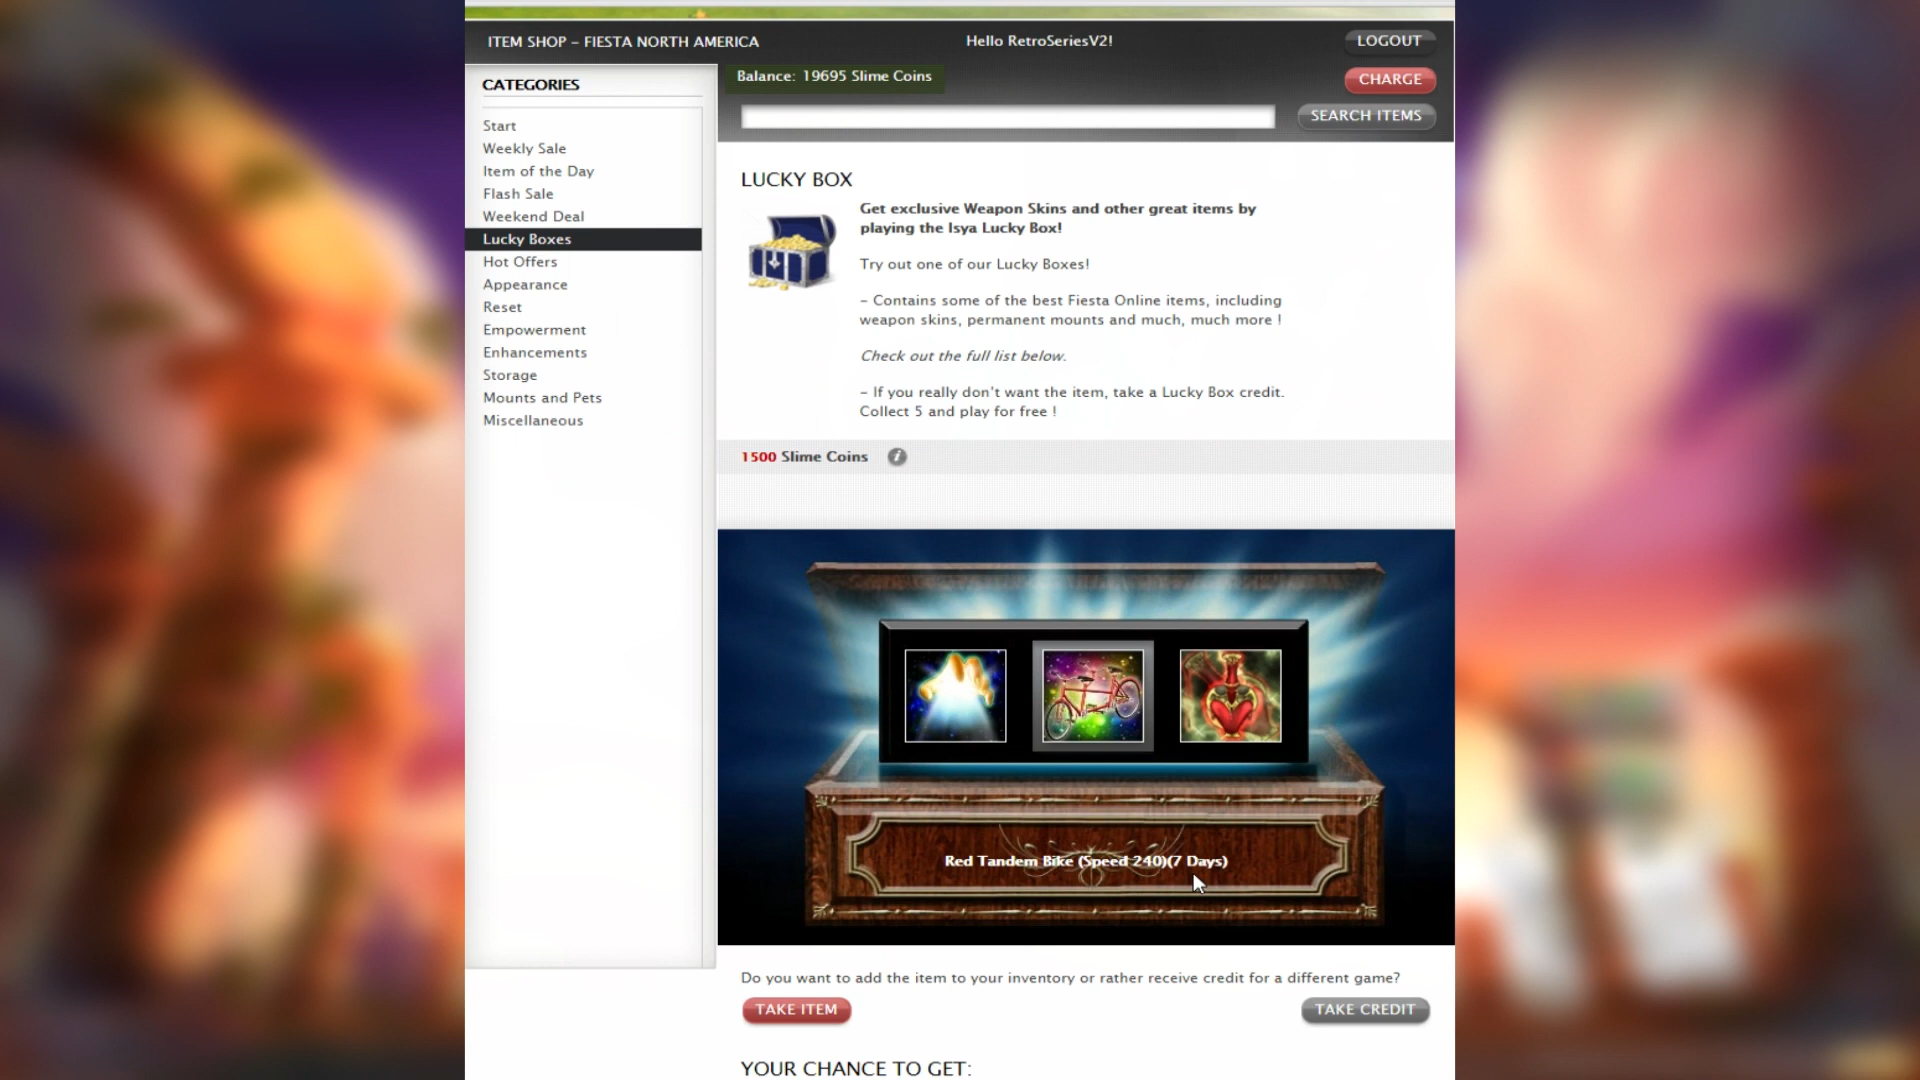 ITEM SHOP – FIESTA NORTH AMERICA
Hello RetroSeriesV2!
LOGOUT
Balance: 19695 Slime Coins
CHARGE
SEARCH ITEMS
CATEGORIES
Start
Weekly Sale
Item of the Day
Flash Sale
Weekend Deal
Lucky Boxes
Hot Offers
Appearance
Reset
Empowerment
Enhancements
Storage
Mounts and Pets
Miscellaneous
LUCKY BOX
Get exclusive Weapon Skins and other great items by
playing the Isya Lucky Box!
Try out one of our Lucky Boxes!
– Contains some of the best Fiesta Online items, including
weapon skins, permanent mounts and much, much more !
Check out the full list below.
– If you really don't want the item, take a Lucky Box credit.
Collect 5 and play for free !
1500 Slime Coins
i
Red Tandem Bike (Speed 240)(7 Days)
Do you want to add the item to your inventory or rather receive credit for a different game?
TAKE ITEM
TAKE CREDIT
YOUR CHANCE TO GET: